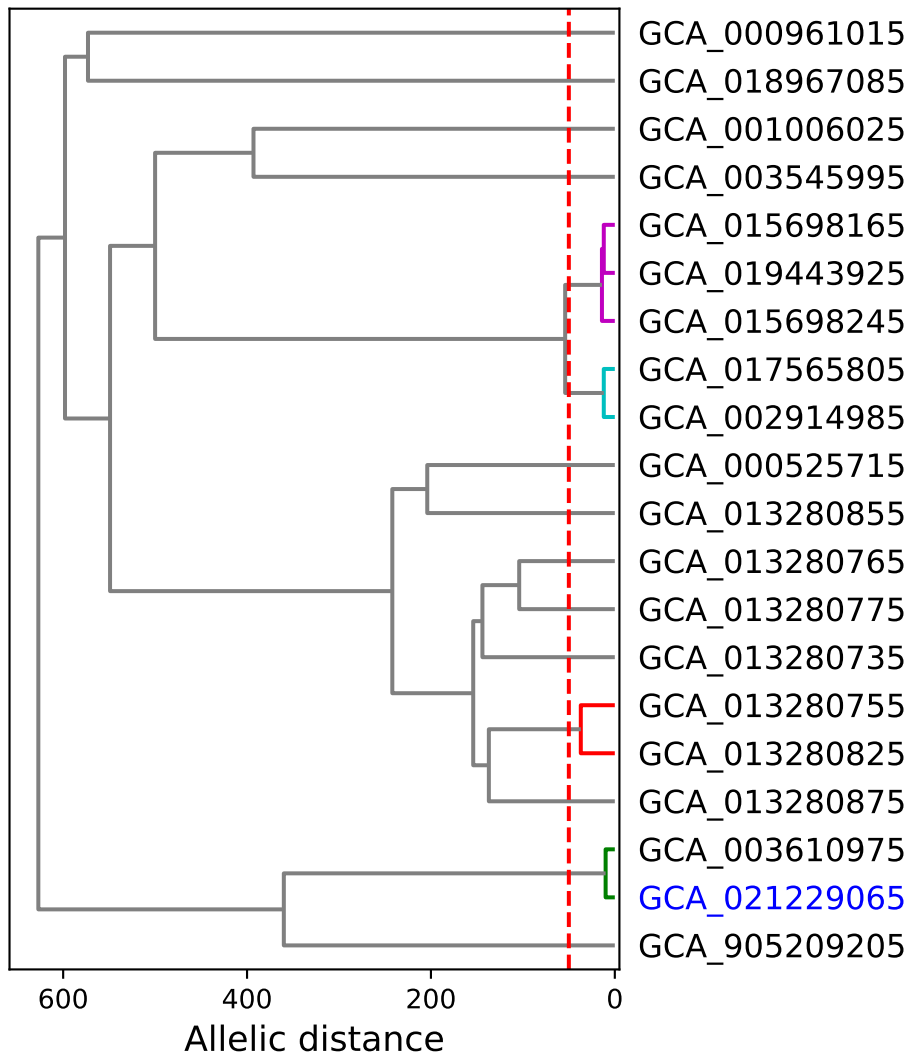 GCA_000961015
GCA_018967085
GCA_001006025
GCA_003545995
GCA_015698165
GCA_019443925
GCA_015698245
GCA_017565805
GCA_002914985
GCA_000525715
GCA_013280855
GCA_013280765
GCA_013280775
GCA_013280735
GCA_013280755
GCA_013280825
GCA_013280875
GCA_003610975
GCA_021229065
GCA_905209205
600 400 200 0
Allelic distance